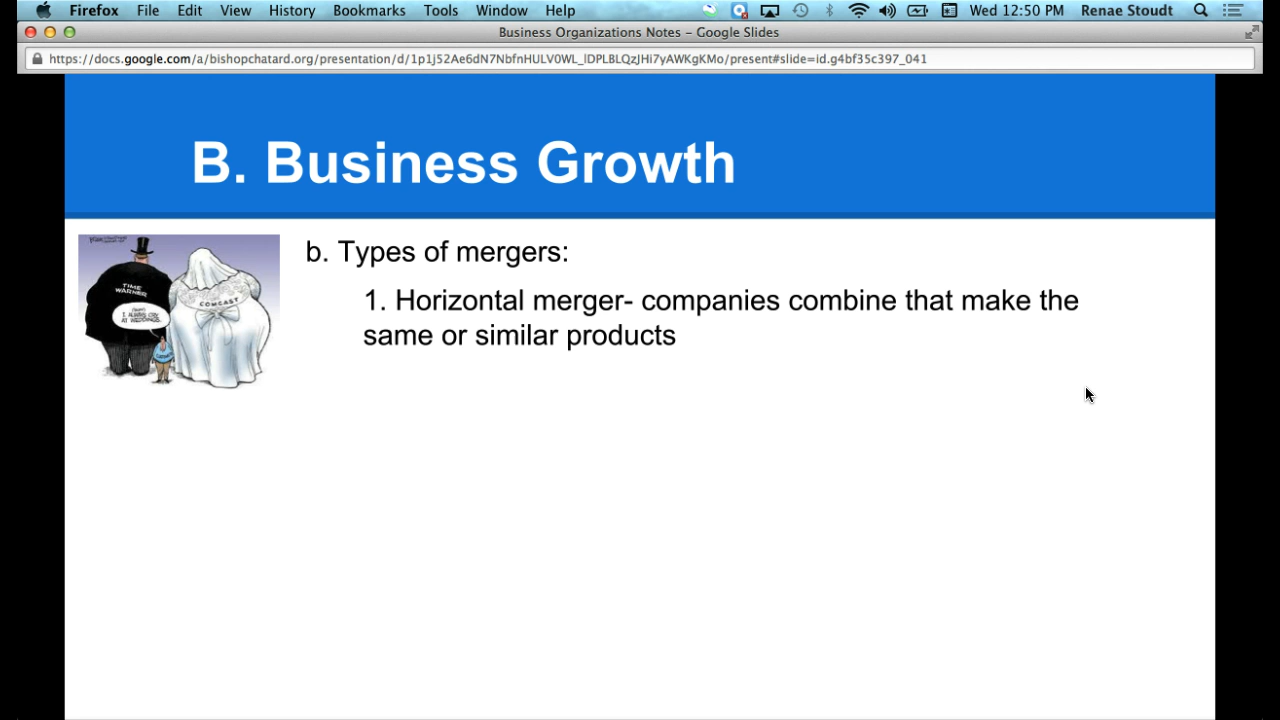 Firefox File Edit View History Bookmarks Tools Window Help Wed 12:50 PM Renae Stoudt
Business Organizations Notes – Google Slides
https://docs.google.com/a/bishopchatard.org/presentation/d/1p1j52Ae6dN7NbfnHULV0WL_lDPLBLQzJHi7yAWKgKMo/present#slide=id.g4bf35c397_041
B. Business Growth
TIME
WARNER
COMCAST
I ALWAYS CRY
AT WEDDINGS.
b. Types of mergers:
1. Horizontal merger- companies combine that make the
same or similar products